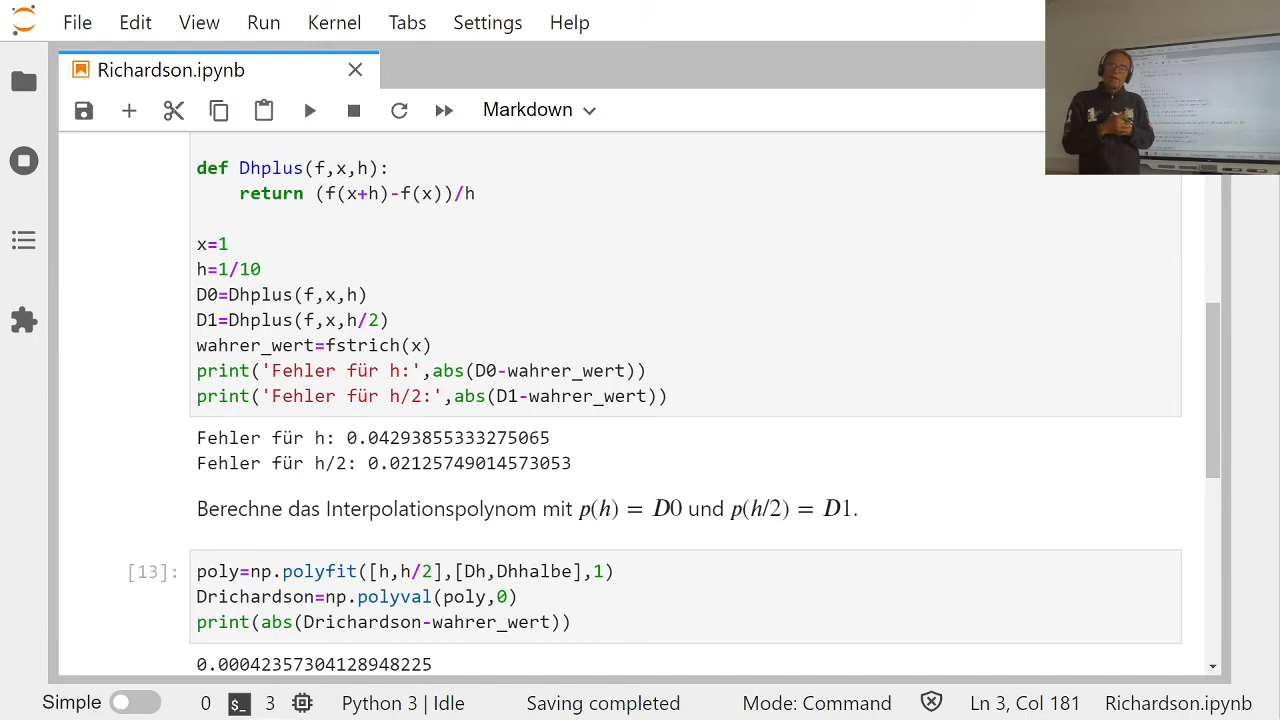 File Edit View Run Kernel Tabs Settings Help
Richardson.ipynb
Markdown
def Dhplus(f,x,h):
return (f(x+h)-f(x))/h
x=1
h=1/10
D0=Dhplus(f,x,h)
D1=Dhplus(f,x,h/2)
wahrer_wert=fstrich(x)
print('Fehler für h:',abs(D0-wahrer_wert))
print('Fehler für h/2:',abs(D1-wahrer_wert))
Fehler für h: 0.04293855333275065
Fehler für h/2: 0.02125749014573053
Berechne das Interpolationspolynom mit p(h) = D0 und p(h/2) = D1.
[13]: poly=np.polyfit([h,h/2],[Dh,Dhhalbe],1)
Drichardson=np.polyval(poly,0)
print(abs(Drichardson-wahrer_wert))
0.00042357304128948225
Simple 0 $_ 3 Python 3 | Idle Saving completed Mode: Command Ln 3, Col 181 Richardson.ipynb